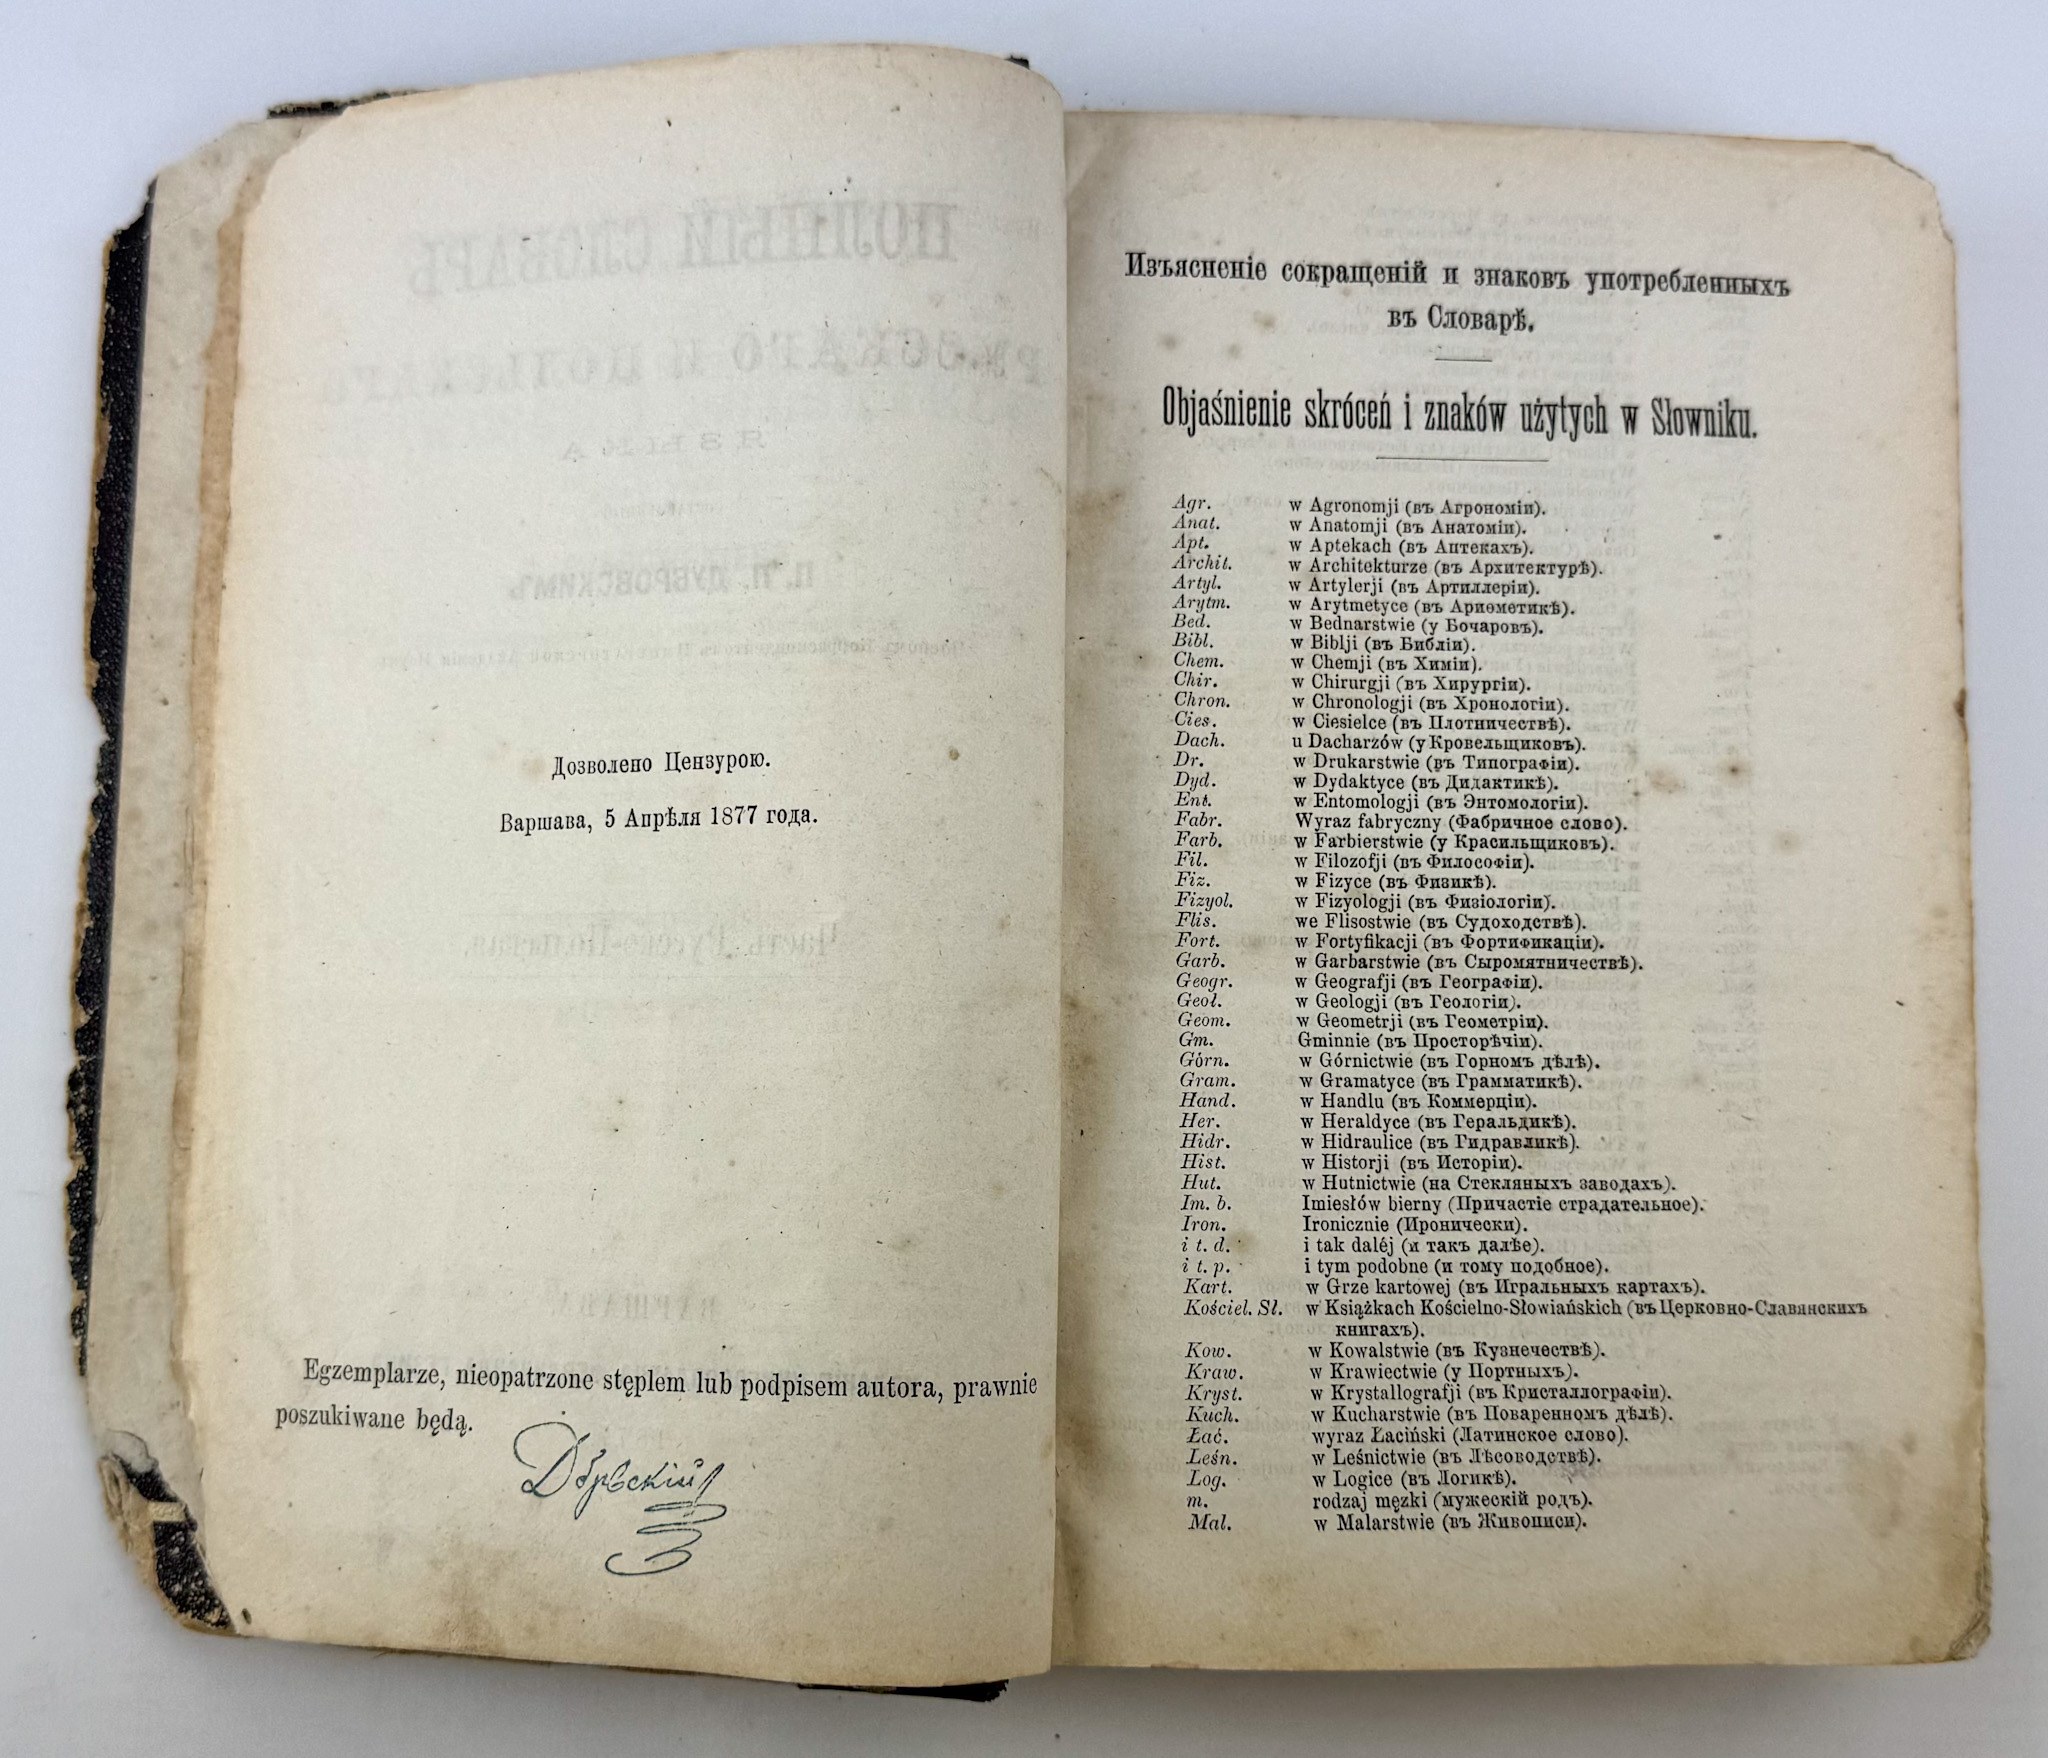 Дозволено Цензурою.
Варшава, 5 Апрѣля 1877 года.
Egzemplarze, nieopatrzone stęplem lub podpisem autora, prawnie
poszukiwane będą.
Изъясненіе сокращеній и знаковъ употребленныхъ
въ Словарѣ.
Objaśnienie skróceń i znaków użytych w Słowniku.
Agr. w Agronomji (въ Агрономіи).
Anat. w Anatomji (въ Анатоміи).
Apt. w Aptekach (въ Аптекахъ).
Archit. w Architekturze (въ Архитектурѣ).
Artyl. w Artylerji (въ Артиллеріи).
Arytm. w Arytmetyce (въ Ариѳметикѣ).
Bed. w Bednarstwie (у Бочаровъ).
Bibl. w Biblji (въ Библіи).
Chem. w Chemji (въ Химіи).
Chir. w Chirurgji (въ Хирургіи).
Chron. w Chronologji (въ Хронологіи).
Cies. w Ciesielce (въ Плотничествѣ).
Dach. u Dacharzów (у Кровельщиковъ).
Dr. w Drukarstwie (въ Типографіи).
Dyd. w Dydaktyce (въ Дидактикѣ).
Ent. w Entomologji (въ Энтомологіи).
Fabr. Wyraz fabryczny (Фабричное слово).
Farb. w Farbierstwie (у Красильщиковъ).
Fil. w Filozofji (въ Философіи).
Fiz. w Fizyce (въ Физикѣ).
Fizyol. w Fizyologji (въ Физіологіи).
Flis. we Flisostwie (въ Судоходствѣ).
Fort. w Fortyfikacji (въ Фортификаціи).
Garb. w Garbarstwie (въ Сыромятничествѣ).
Geogr. w Geografji (въ Географіи).
Geoł. w Geologji (въ Геологіи).
Geom. w Geometrji (въ Геометріи).
Gm. Gminnie (въ Просторѣчіи).
Górn. w Górnictwie (въ Горномъ дѣлѣ).
Gram. w Gramatyce (въ Грамматикѣ).
Hand. w Handlu (въ Коммерціи).
Her. w Heraldyce (въ Геральдикѣ).
Hidr. w Hidraulice (въ Гидравликѣ).
Hist. w Historji (въ Исторіи).
Hut. w Hutnictwie (на Стекляныхъ заводахъ).
Im. b. Imiesłów bierny (Причастіе страдательное).
Iron. Ironicznie (Иронически).
i t. d. i tak daléj (и такъ далѣе).
i t. p. i tym podobne (и тому подобное).
Kart. w Grze kartowej (въ Игральныхъ картахъ).
Kościel. Sł. w Książkach Kościelno-Słowiańskich (въ Церковно-Славянскихъ
книгахъ).
Kow. w Kowalstwie (въ Кузнечествѣ).
Kraw. w Krawiectwie (у Портныхъ).
Kryst. w Krystallografji (въ Кристаллографіи).
Kuch. w Kucharstwie (въ Поваренномъ дѣлѣ).
Łać. wyraz Łaciński (Латинское слово).
Leśn. w Leśnictwie (въ Лѣсоводствѣ).
Log. w Logice (въ Логикѣ).
m. rodzaj męzki (мужескій родъ).
Mal. w Malarstwie (въ Живописи).